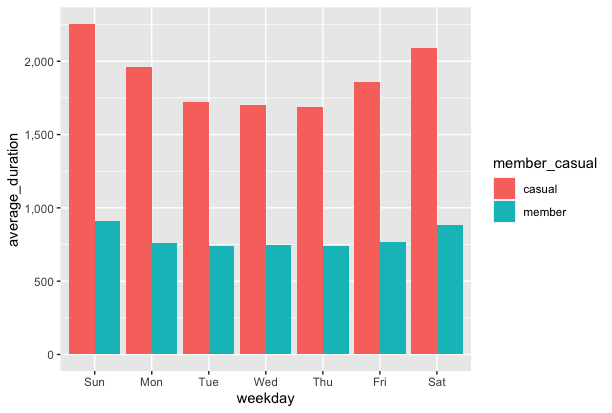 2,000
1,500
1,000
500
0
average_duration
Sun Mon Tue Wed Thu Fri Sat
weekday
member_casual
casual
member